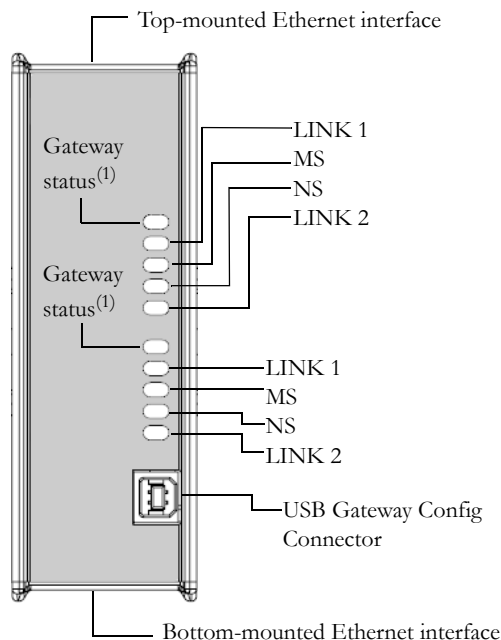 Top-mounted Ethernet interface
LINK 1
Gateway
status(1)
MS
NS
LINK 2
Gateway
status(1)
LINK 1
MS
NS
LINK 2
USB Gateway Config
Connector
Bottom-mounted Ethernet interface